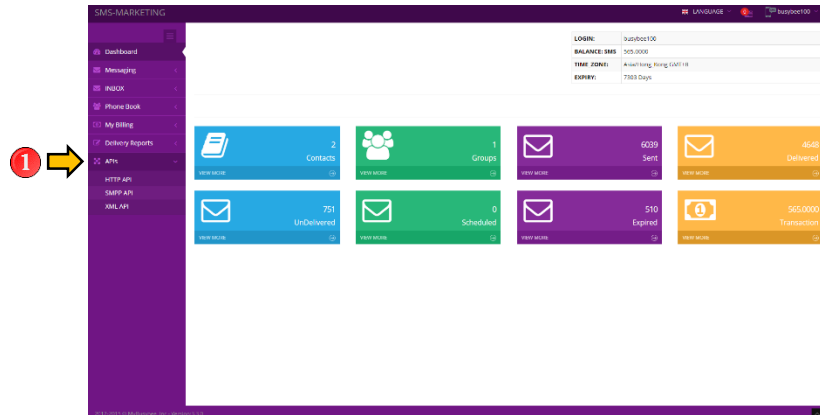 SMS-MARKETING
LANGUAGE
busybee100
LOGIN: busybee100
BALANCE: SMS 565.0000
TIME ZONE:
EXPIRY: 7303 Days
Dashboard
Messaging
INBOX
Phone Book
My Billing
Delivery Reports
1
APIs
HTTP API
SMPP API
XML API
2
Contacts
VIEW MORE
1
Groups
VIEW MORE
6039
Sent
VIEW MORE
4648
Delivered
VIEW MORE
751
UnDelivered
VIEW MORE
0
Scheduled
VIEW MORE
510
Expired
VIEW MORE
565.0000
Transaction
VIEW MORE